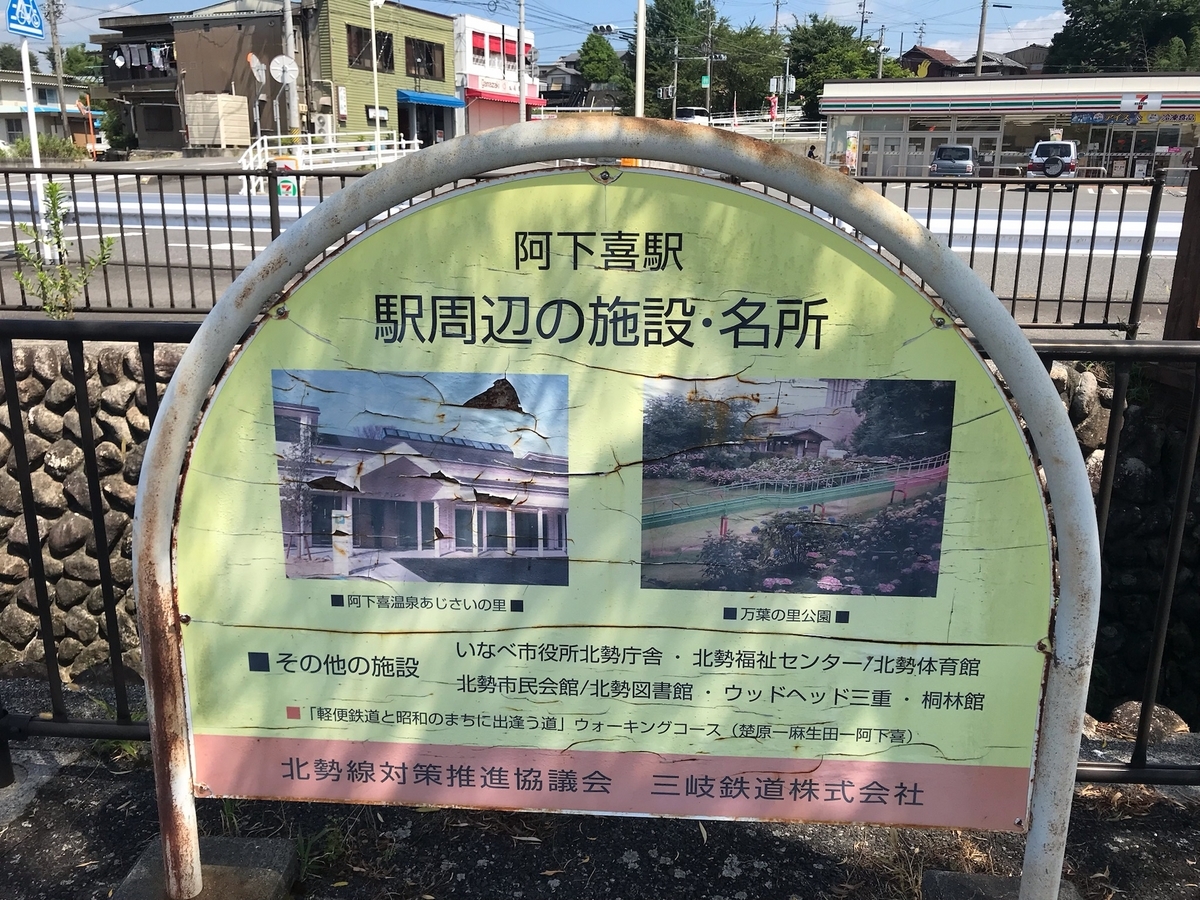 阿下喜駅
駅周辺の施設・名所
■阿下喜温泉あじさいの里■
■万葉の里公園■
■その他の施設
いなべ市役所北勢庁舎・北勢福祉センター/北勢体育館
北勢市民会館/北勢図書館・ウッドヘッド三重・桐林館
■「軽便鉄道と昭和のまちに出逢う道」ウォーキングコース（楚原ー麻生田ー阿下喜）
北勢線対策推進協議会　三岐鉄道株式会社